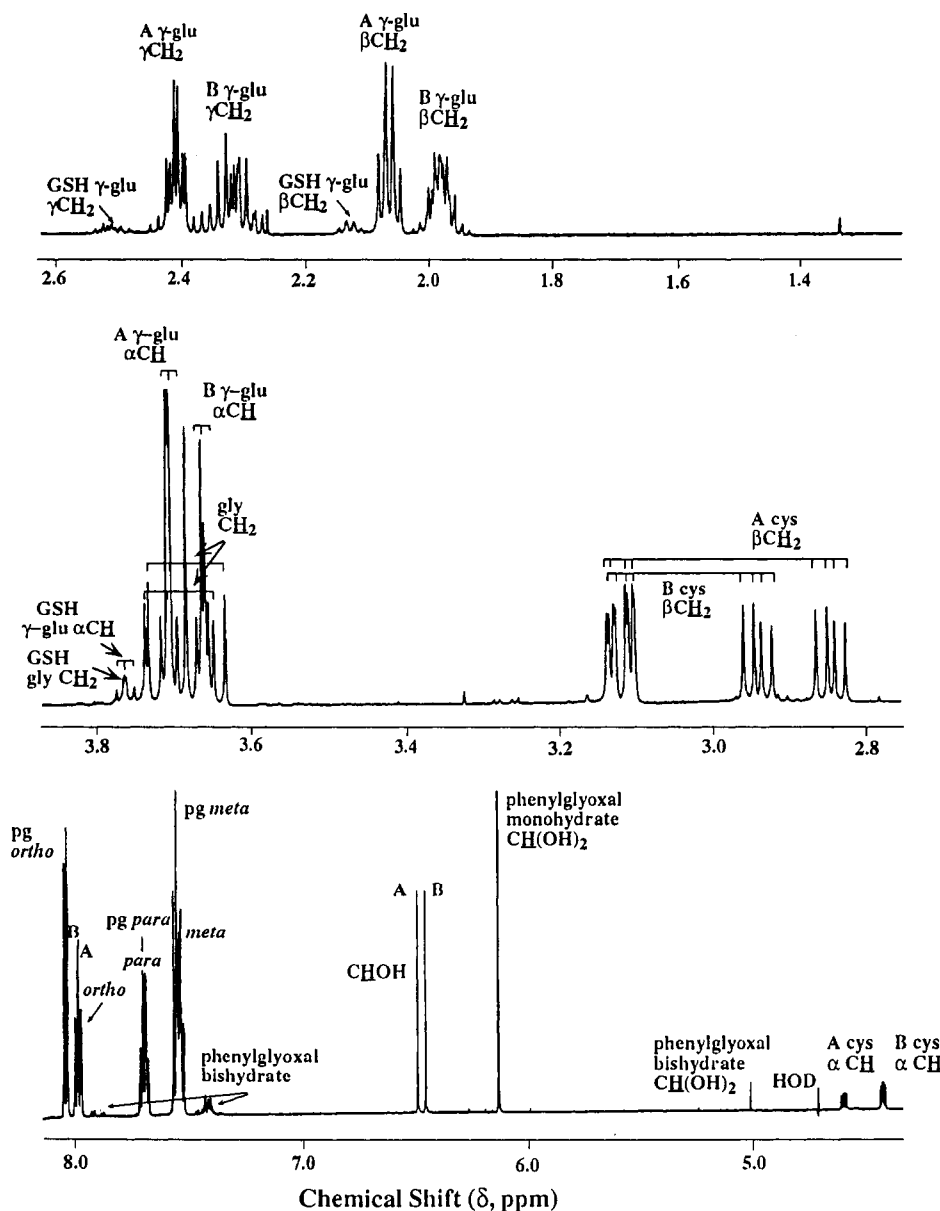 A γ-glu
γCH₂
B γ-glu
γCH₂
A γ-glu
βCH₂
B γ-glu
βCH₂
GSH γ-glu
γCH₂
GSH γ-glu
βCH₂
2.6 2.4 2.2 2.0 1.8 1.6 1.4
A γ-glu
αCH
B γ-glu
αCH
gly
CH₂
GSH
γ-glu αCH
GSH
gly CH₂
A cys
βCH₂
B cys
βCH₂
3.8 3.6 3.4 3.2 3.0 2.8
pg
ortho
B
A
ortho
pg para
para
pg meta
meta
phenylglyoxal
bishydrate
A B
CHOH
phenylglyoxal
monohydrate
CH(OH)₂
phenylglyoxal
bishydrate
CH(OH)₂
HOD
A cys
α CH
B cys
α CH
8.0 7.0 6.0 5.0
Chemical Shift (δ, ppm)